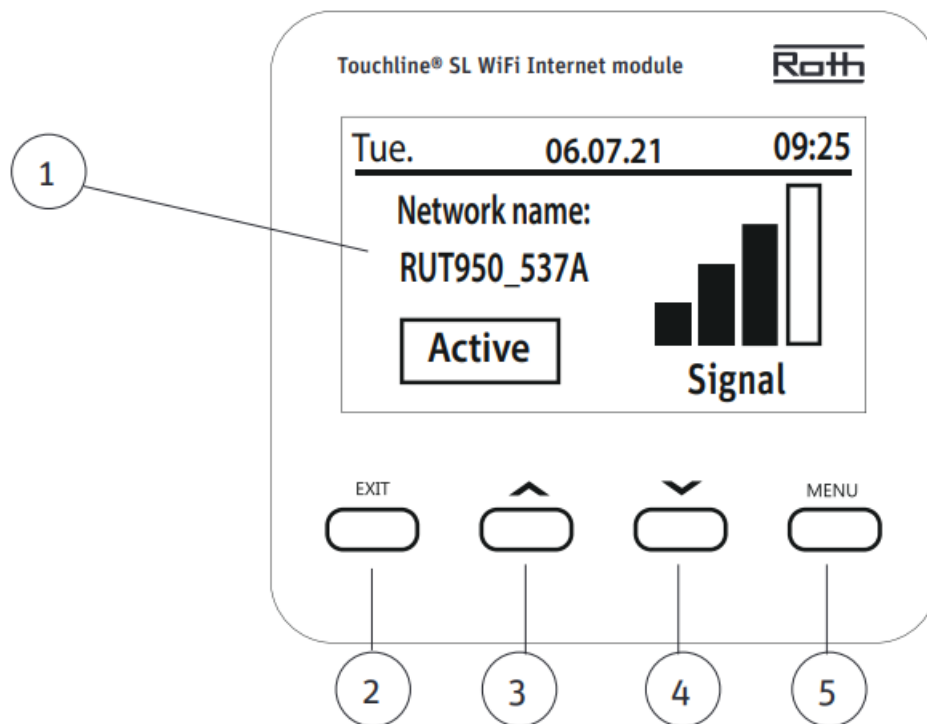 Touchline® SL WiFi Internet module
Roth
Tue. 06.07.21 09:25
1
Network name:
RUT950_537A
Active
Signal
EXIT
MENU
2 3 4 5